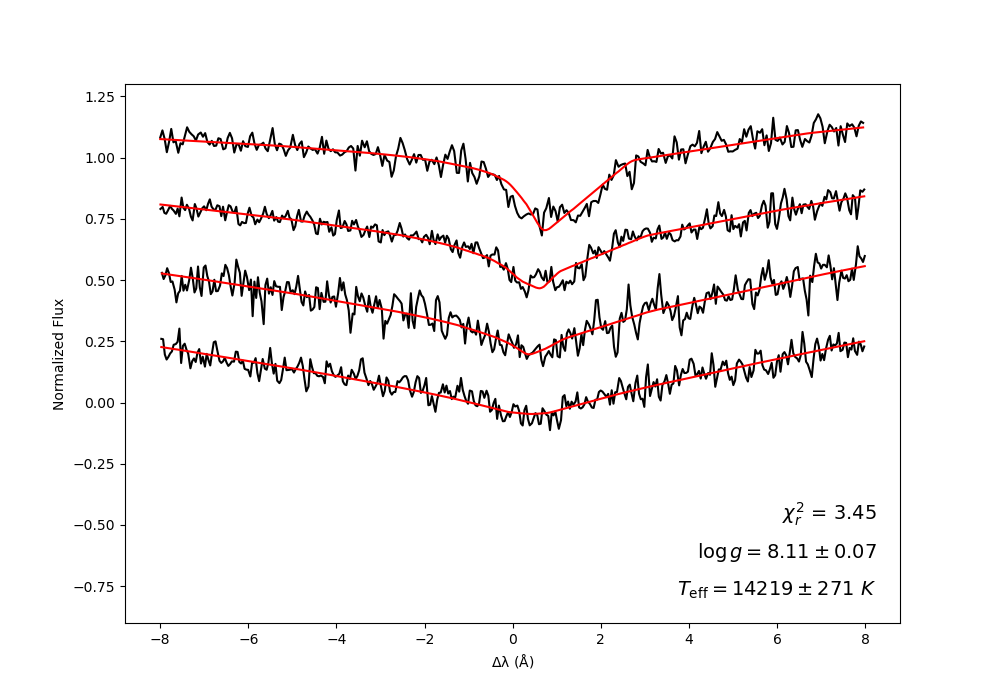 1.25
1.00
0.75
0.50
0.25
0.00
−0.25
−0.50
−0.75
Normalized Flux
χ²ᵣ = 3.45
log g = 8.11 ± 0.07
T_eff = 14219 ± 271 K
−8 −6 −4 −2 0 2 4 6 8
Δλ (Å)